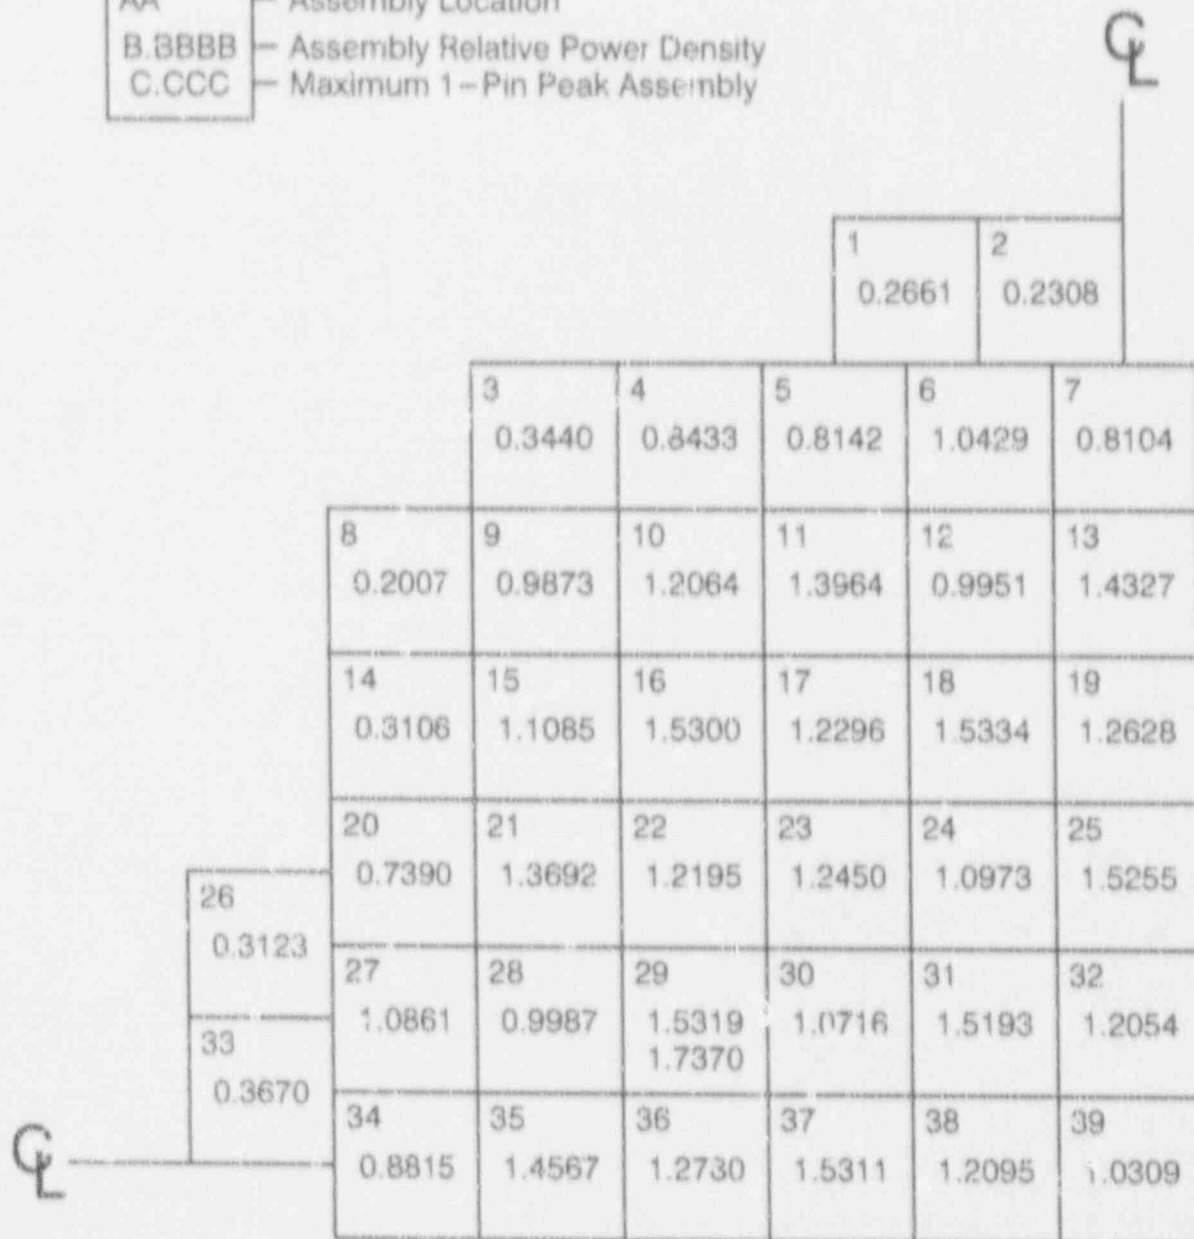 AA – Assembly Location
B.BBBB – Assembly Relative Power Density
C.CCC – Maximum 1–Pin Peak Assembly
CL
1 2
0.2661 0.2308
3 4 5 6 7
0.3440 0.8433 0.8142 1.0429 0.8104
8 9 10 11 12 13
0.2007 0.9873 1.2064 1.3964 0.9951 1.4327
14 15 16 17 18 19
0.3106 1.1085 1.5300 1.2296 1.5334 1.2628
20 21 22 23 24 25
0.7390 1.3692 1.2195 1.2450 1.0973 1.5255
26
0.3123
27 28 29 30 31 32
1.0861 0.9987 1.5319 1.0716 1.5193 1.2054
1.7370
33
0.3670
34 35 36 37 38 39
0.8815 1.4567 1.2730 1.5311 1.2095 1.0309
CL